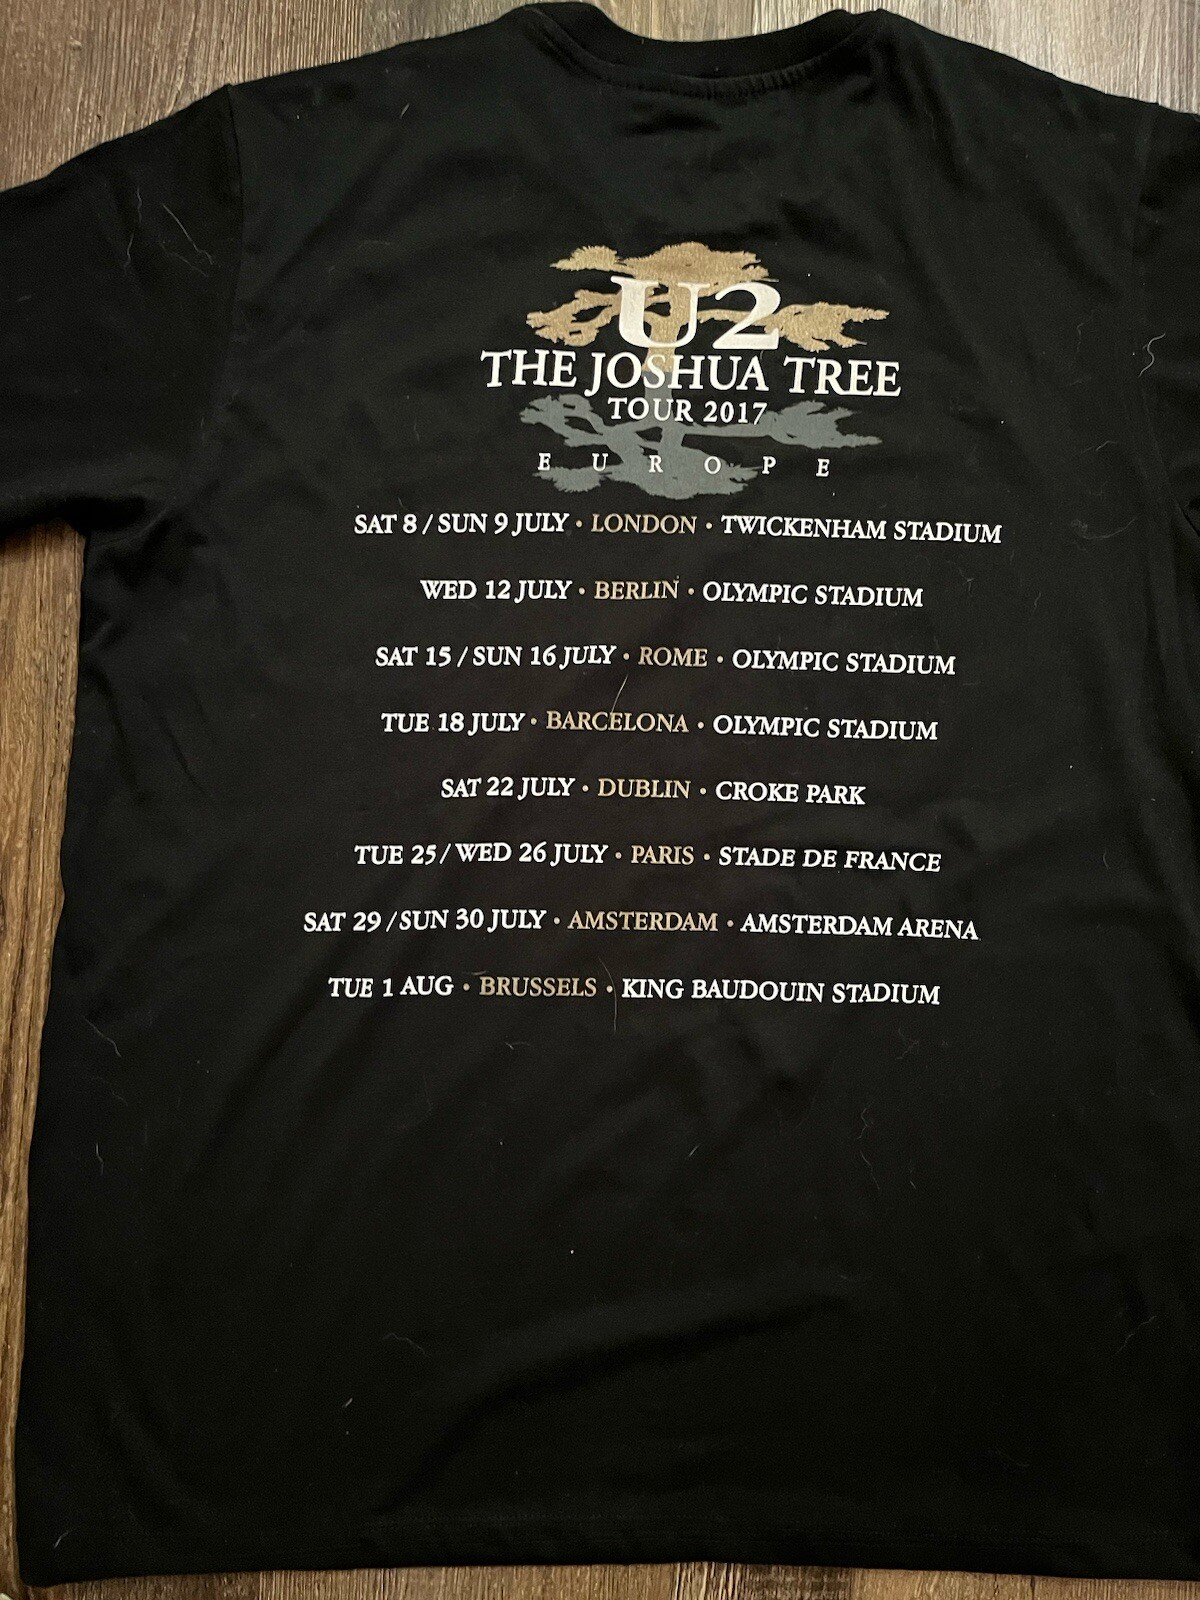 U2
THE JOSHUA TREE
TOUR 2017
EUROPE
SAT 8 / SUN 9 JULY • LONDON • TWICKENHAM STADIUM
WED 12 JULY • BERLIN • OLYMPIC STADIUM
SAT 15 / SUN 16 JULY • ROME • OLYMPIC STADIUM
TUE 18 JULY • BARCELONA • OLYMPIC STADIUM
SAT 22 JULY • DUBLIN • CROKE PARK
TUE 25 / WED 26 JULY • PARIS • STADE DE FRANCE
SAT 29 / SUN 30 JULY • AMSTERDAM • AMSTERDAM ARENA
TUE 1 AUG • BRUSSELS • KING BAUDOUIN STADIUM